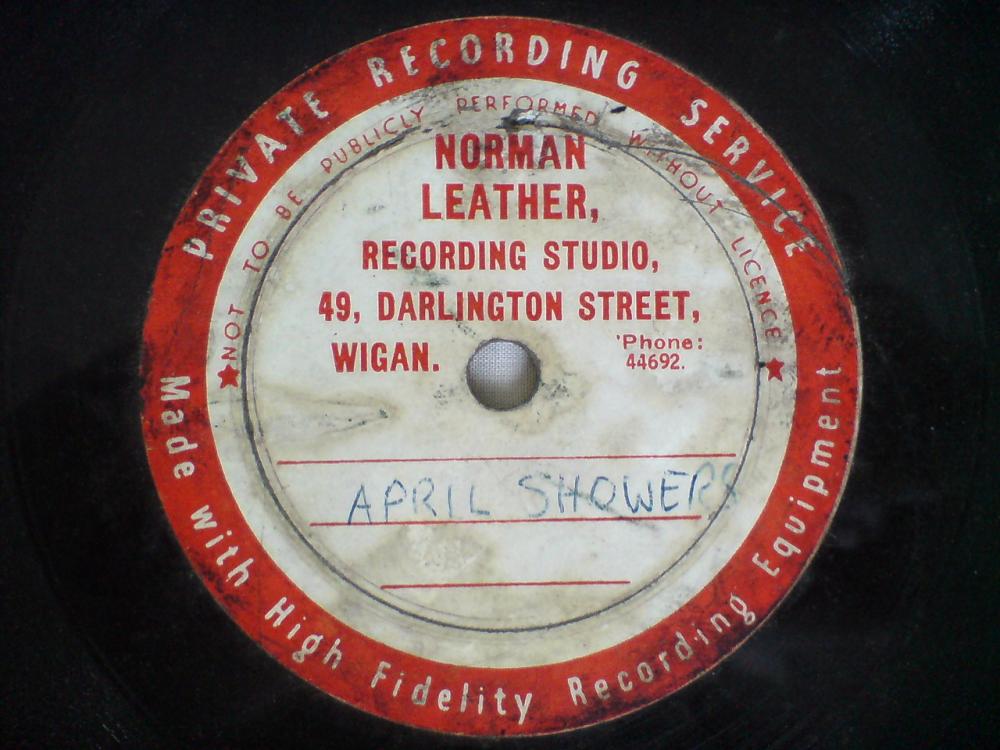 PRIVATE RECORDING SERVICE
NOT TO BE PUBLICLY PERFORMED WITHOUT LICENCE
NORMAN
LEATHER,
RECORDING STUDIO,
49, DARLINGTON STREET,
WIGAN.
'Phone:
44692.
APRIL SHOWERS
Made with High Fidelity Recording Equipment